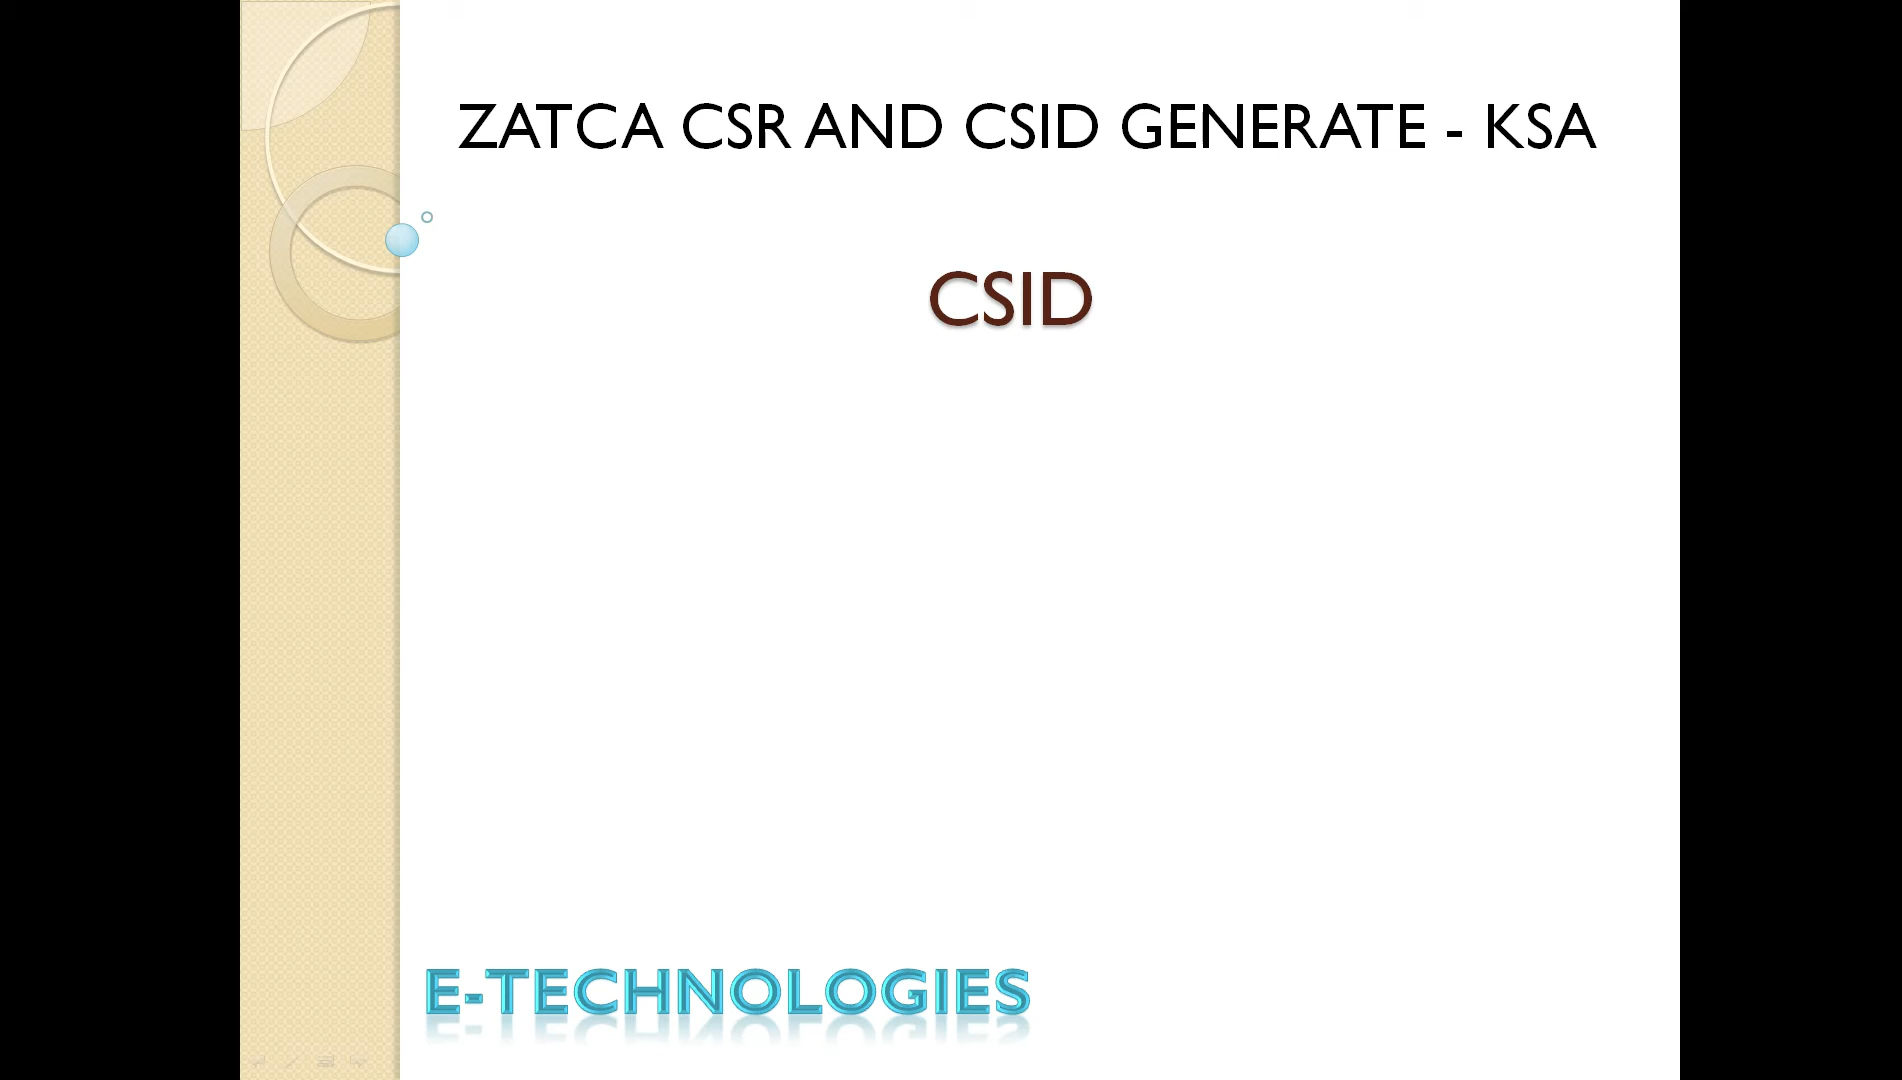 ZATCA CSR AND CSID GENERATE - KSA
CSID
E-TECHNOLOGIES